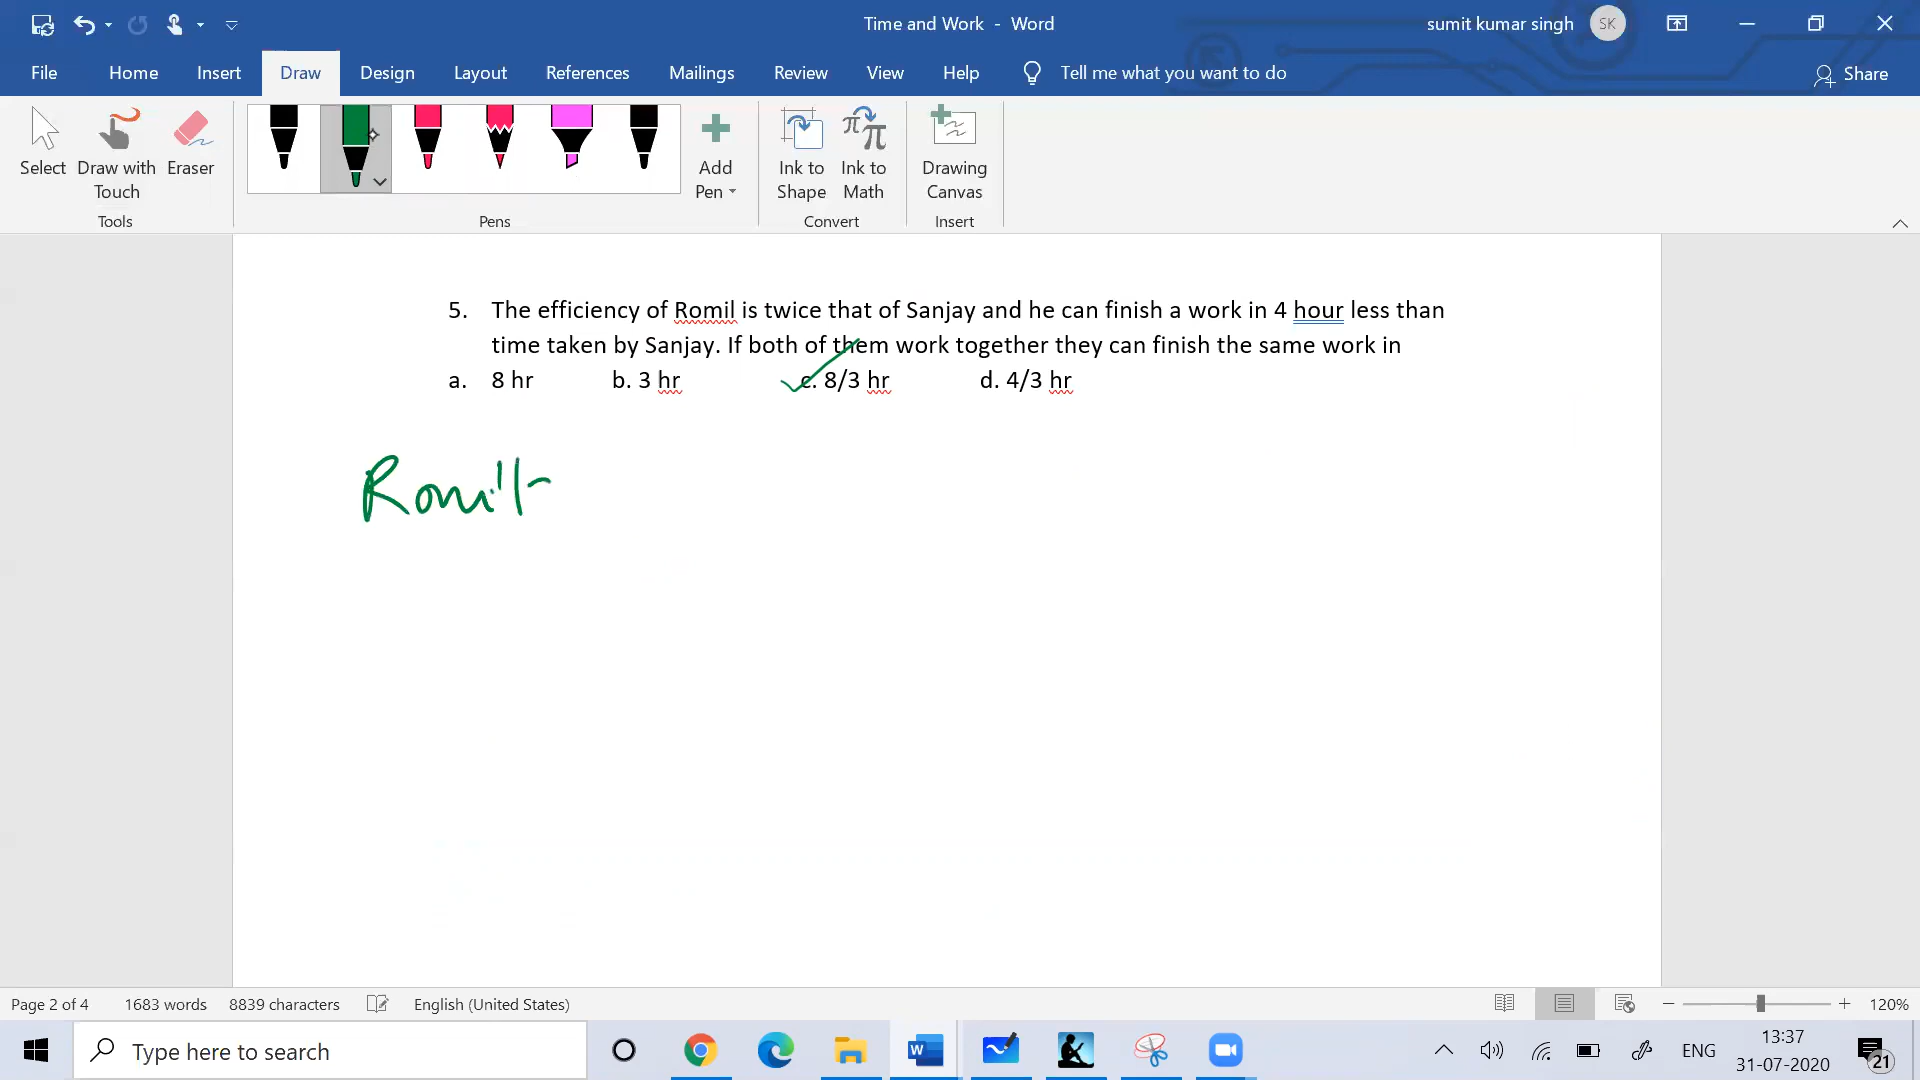 Time and Work - Word
sumit kumar singh
SK
File Home Insert Draw Design Layout References Mailings Review View Help Tell me what you want to do Share
Select Draw with Touch Eraser
Add Pen
Ink to Shape
Ink to Math
Drawing Canvas
Tools Pens Convert Insert
5. The efficiency of Romil is twice that of Sanjay and he can finish a work in 4 hour less than
time taken by Sanjay. If both of them work together they can finish the same work in
a. 8 hr b. 3 hr c. 8/3 hr d. 4/3 hr
Romil-
Page 2 of 4 1683 words 8839 characters English (United States) 120%
Type here to search
ENG
13:37
31-07-2020
21